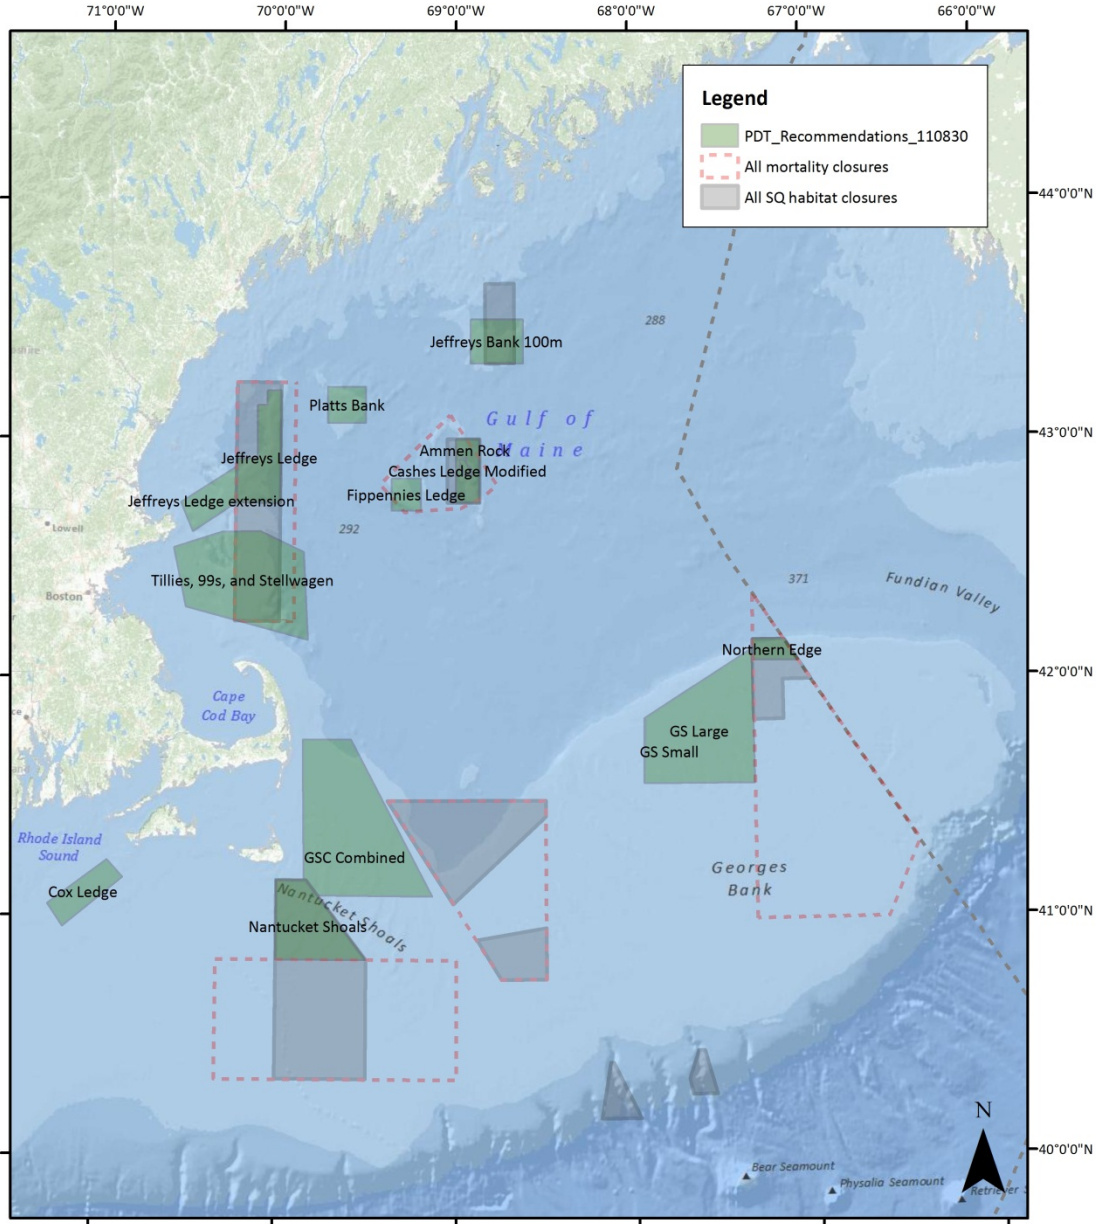 71°0'0"W
70°0'0"W
69°0'0"W
68°0'0"W
67°0'0"W
66°0'0"W
Legend
PDT_Recommendations_110830
All mortality closures
All SQ habitat closures
44°0'0"N
288
Jeffreys Bank 100m
shire
Platts Bank
Gulf of
Maine
43°0'0"N
Ammen Rock
Jeffreys Ledge
Cashes Ledge Modified
Fippennies Ledge
Jeffreys Ledge extension
Lowell
292
Tillies, 99s, and Stellwagen
371
Fundian Valley
Boston
Northern Edge
42°0'0"N
Cape
Cod Bay
ce
GS Large
GS Small
Rhode Island
Sound
GSC Combined
Georges
Bank
Cox Ledge
Nantucket Shoals
41°0'0"N
Nantucket Shoals
N
40°0'0"N
Bear Seamount
Physalia Seamount
Retriever S